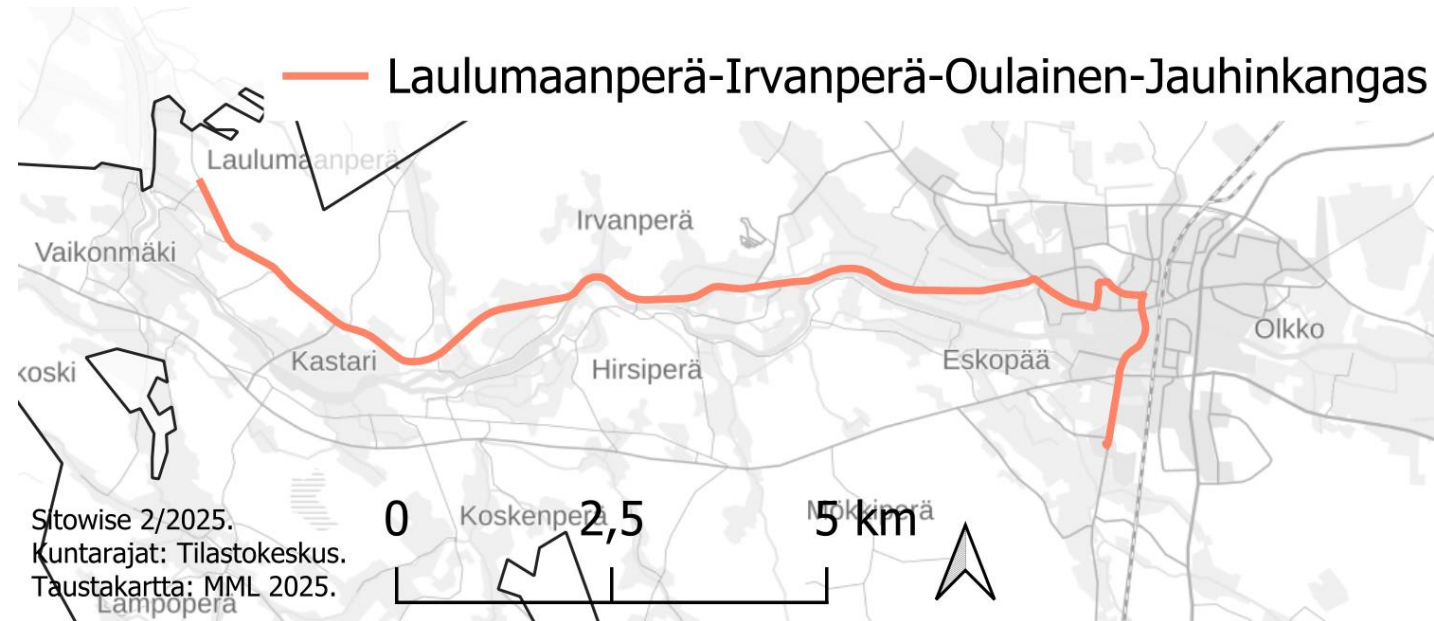 Laulumaanperä-Irvanperä-Oulainen-Jauhinkangas
Laulumaanperä
Irvanperä
Vaikonmäki
Olkko
Kastari
Hirsiperä
Eskopää
koski
Koskenperä
Mökkiperä
0 2,5 5 km
Sitowise 2/2025.
Kuntarajat: Tilastokeskus.
Taustakartta: MML 2025.
Lampoperä